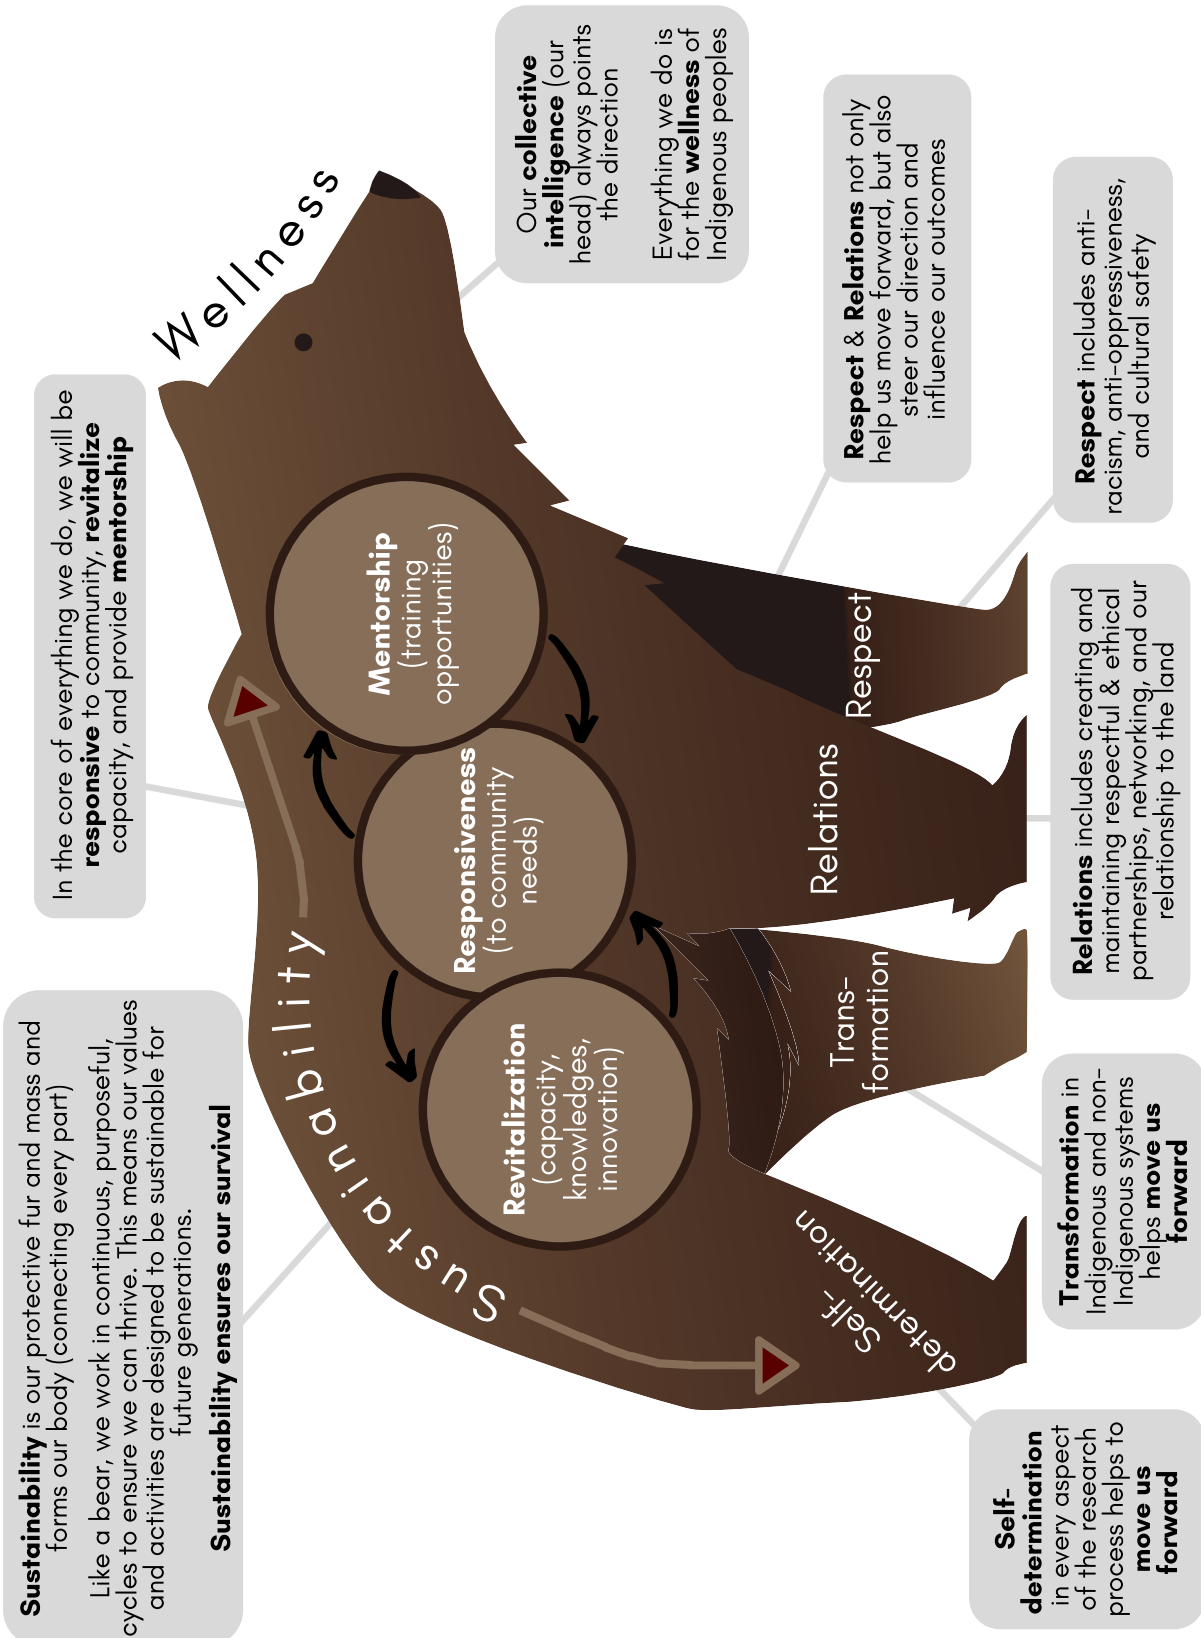 Sustainability is our protective fur and mass and
forms our body (connecting every part)
Like a bear, we work in continuous, purposeful,
cycles to ensure we can thrive. This means our values
and activities are designed to be sustainable for
future generations.
Sustainability ensures our survival
In the core of everything we do, we will be
responsive to community, revitalize
capacity, and provide mentorship
Wellness
Our collective
intelligence (our
head) always points
the direction
Everything we do is
for the wellness of
Indigenous peoples
Sustainability
Revitalization
(capacity,
knowledges,
innovation)
Responsiveness
(to community
needs)
Mentorship
(training
opportunities)
Self-
determination
Trans-
formation
Relations
Respect
Respect & Relations not only
help us move forward, but also
steer our direction and
influence our outcomes
Self-
determination
in every aspect
of the research
process helps to
move us
forward
Transformation in
Indigenous and non-
Indigenous systems
helps move us
forward
Relations includes creating and
maintaining respectful & ethical
partnerships, networking, and our
relationship to the land
Respect includes anti-
racism, anti-oppressiveness,
and cultural safety